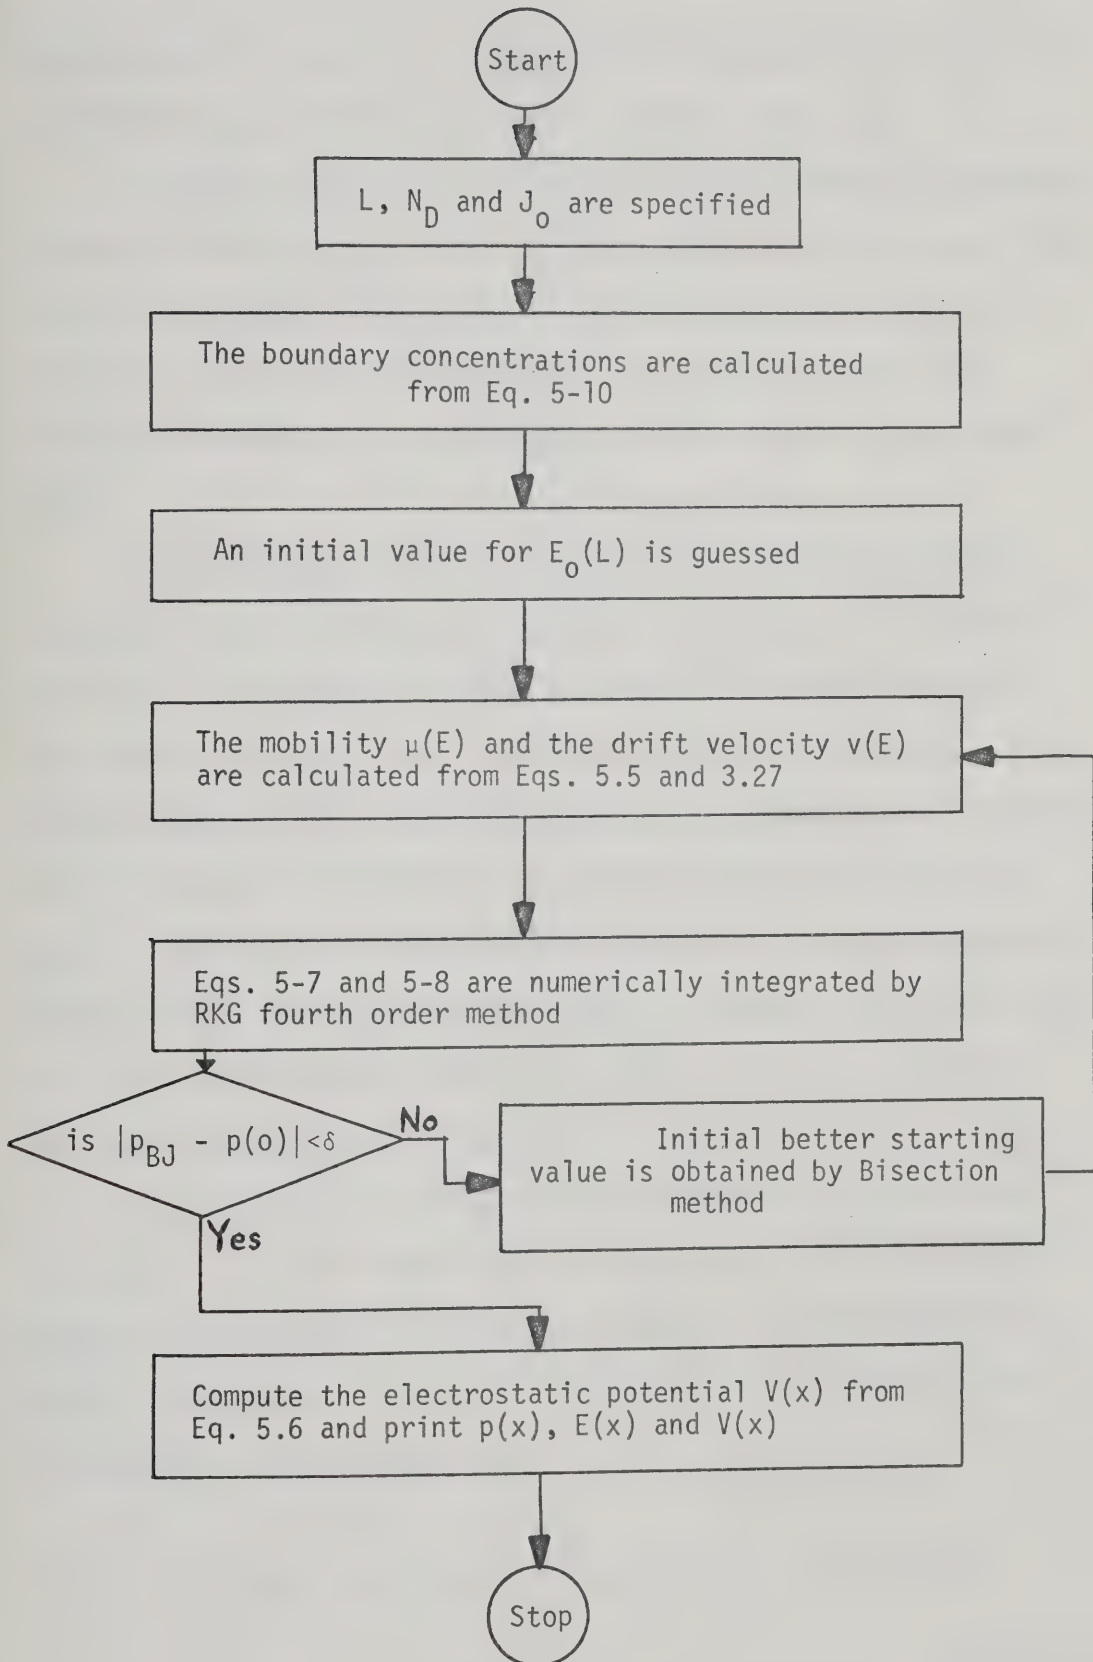 Start
L, N_D and J_o are specified
The boundary concentrations are calculated
from Eq. 5-10
An initial value for E_o(L) is guessed
The mobility μ(E) and the drift velocity v(E)
are calculated from Eqs. 5.5 and 3.27
Eqs. 5-7 and 5-8 are numerically integrated by
RKG fourth order method
is |p_BJ - p(o)|<δ
No
Initial better starting
value is obtained by Bisection
method
Yes
Compute the electrostatic potential V(x) from
Eq. 5.6 and print p(x), E(x) and V(x)
Stop